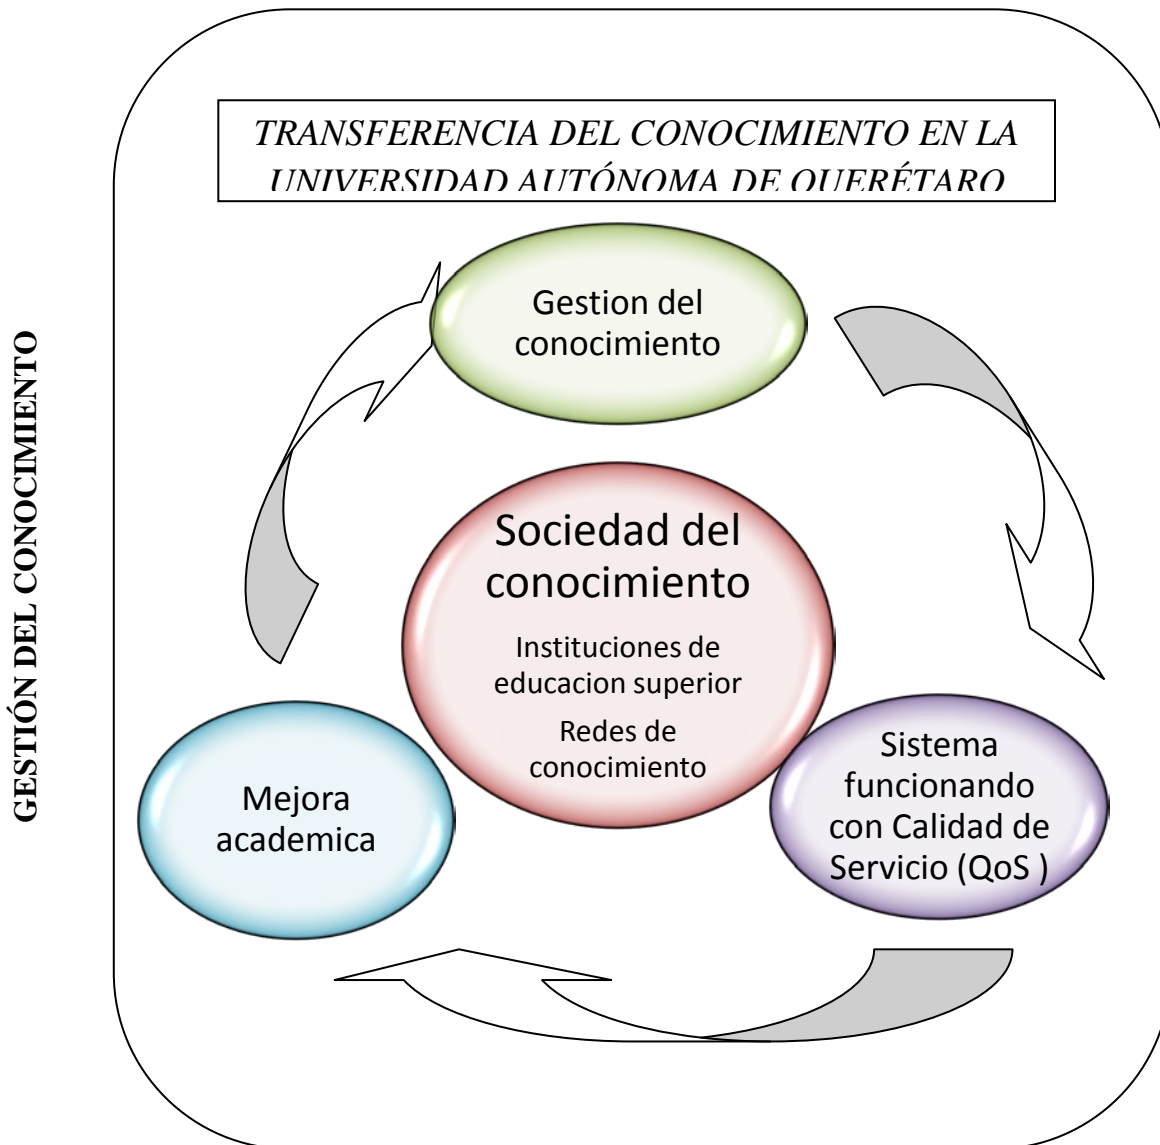 TRANSFERENCIA DEL CONOCIMIENTO EN LA
UNIVERSIDAD AUTÓNOMA DE QUERÉTARO
GESTIÓN DEL CONOCIMIENTO
Gestion del
conocimiento
Sociedad del
conocimiento
Instituciones de
educacion superior
Redes de
conocimiento
Mejora
academica
Sistema
funcionando
con Calidad de
Servicio (QoS )